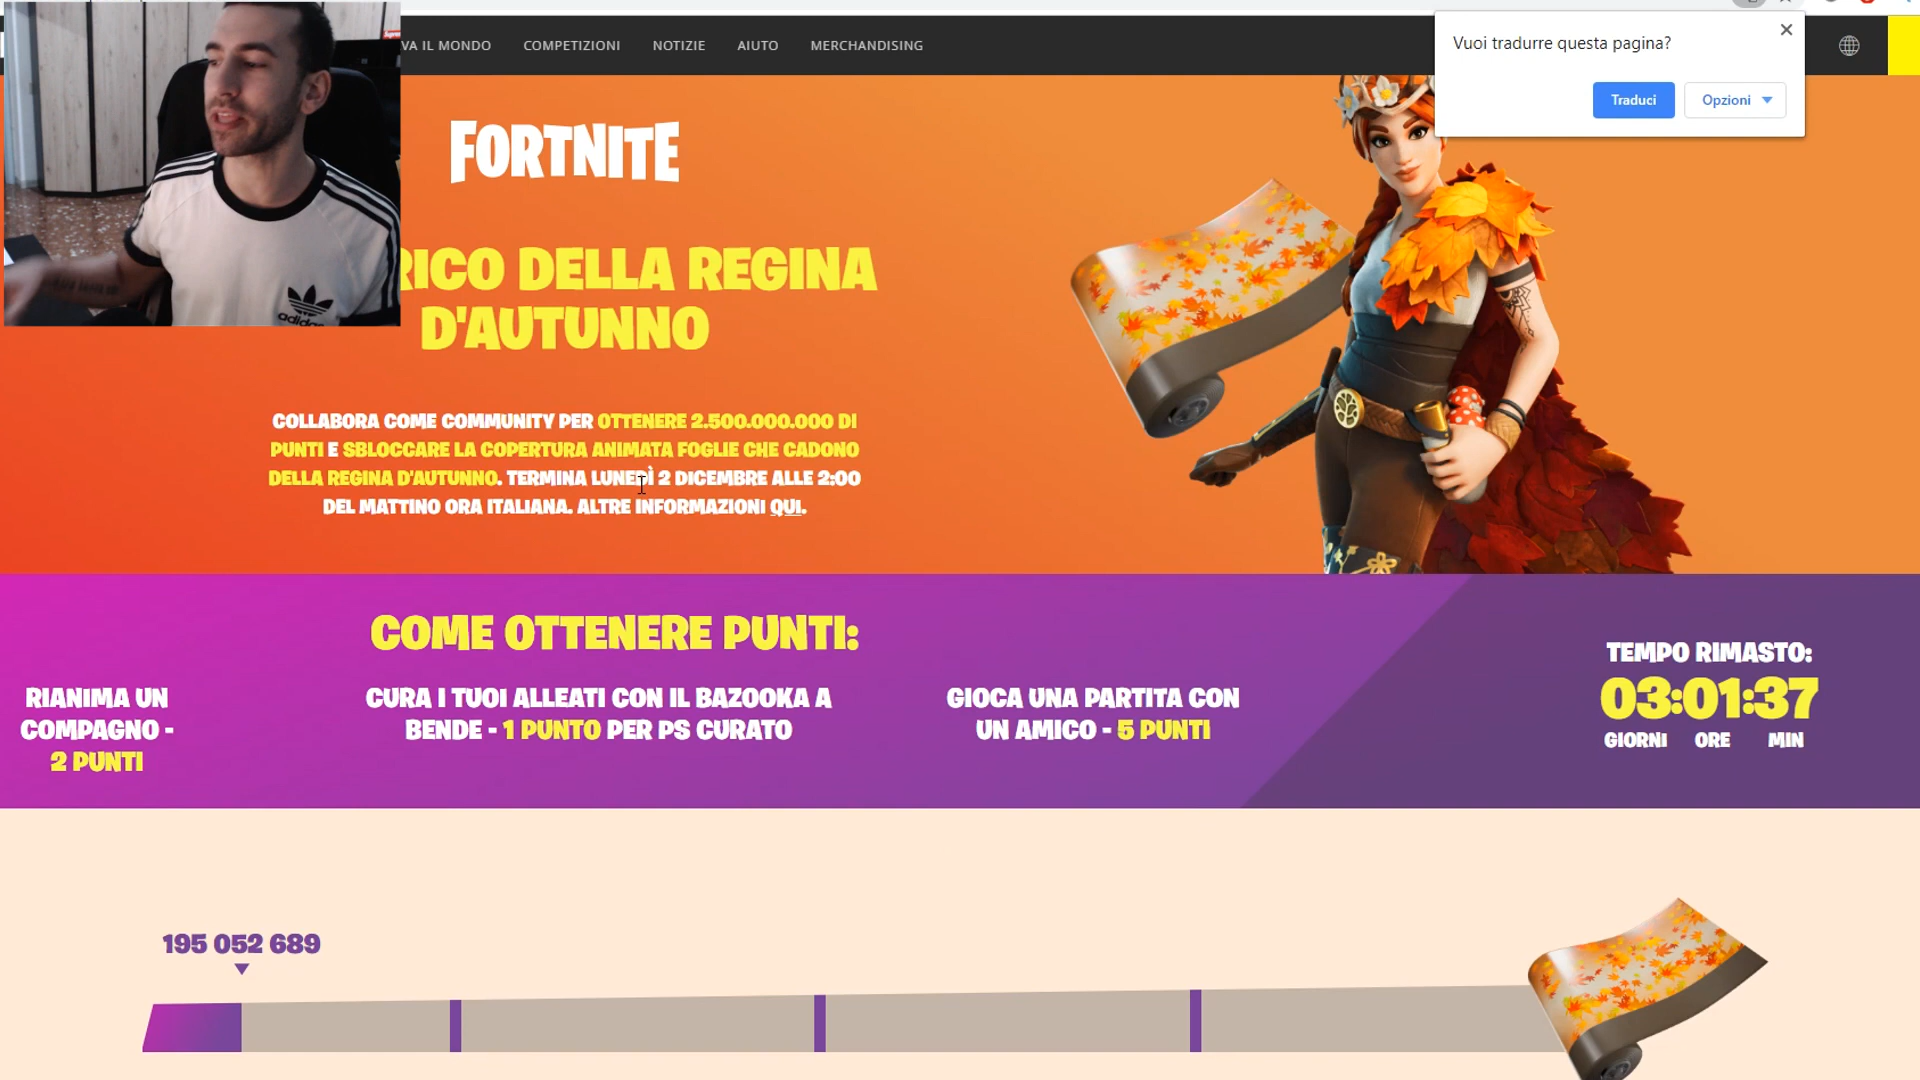 VA IL MONDO COMPETIZIONI NOTIZIE AIUTO MERCHANDISING
Vuoi tradurre questa pagina?
Traduci Opzioni
Supreme
adidas
FORTNITE
RICO DELLA REGINA
D'AUTUNNO
COLLABORA COME COMMUNITY PER OTTENERE 2.500.000.000 DI
PUNTI E SBLOCCARE LA COPERTURA ANIMATA FOGLIE CHE CADONO
DELLA REGINA D'AUTUNNO. TERMINA LUNEDÌ 2 DICEMBRE ALLE 2:00
DEL MATTINO ORA ITALIANA. ALTRE INFORMAZIONI QUI.
COME OTTENERE PUNTI:
RIANIMA UN
COMPAGNO -
2 PUNTI
CURA I TUOI ALLEATI CON IL BAZOOKA A
BENDE - 1 PUNTO PER PS CURATO
GIOCA UNA PARTITA CON
UN AMICO - 5 PUNTI
TEMPO RIMASTO:
03:01:37
GIORNI ORE MIN
195 052 689